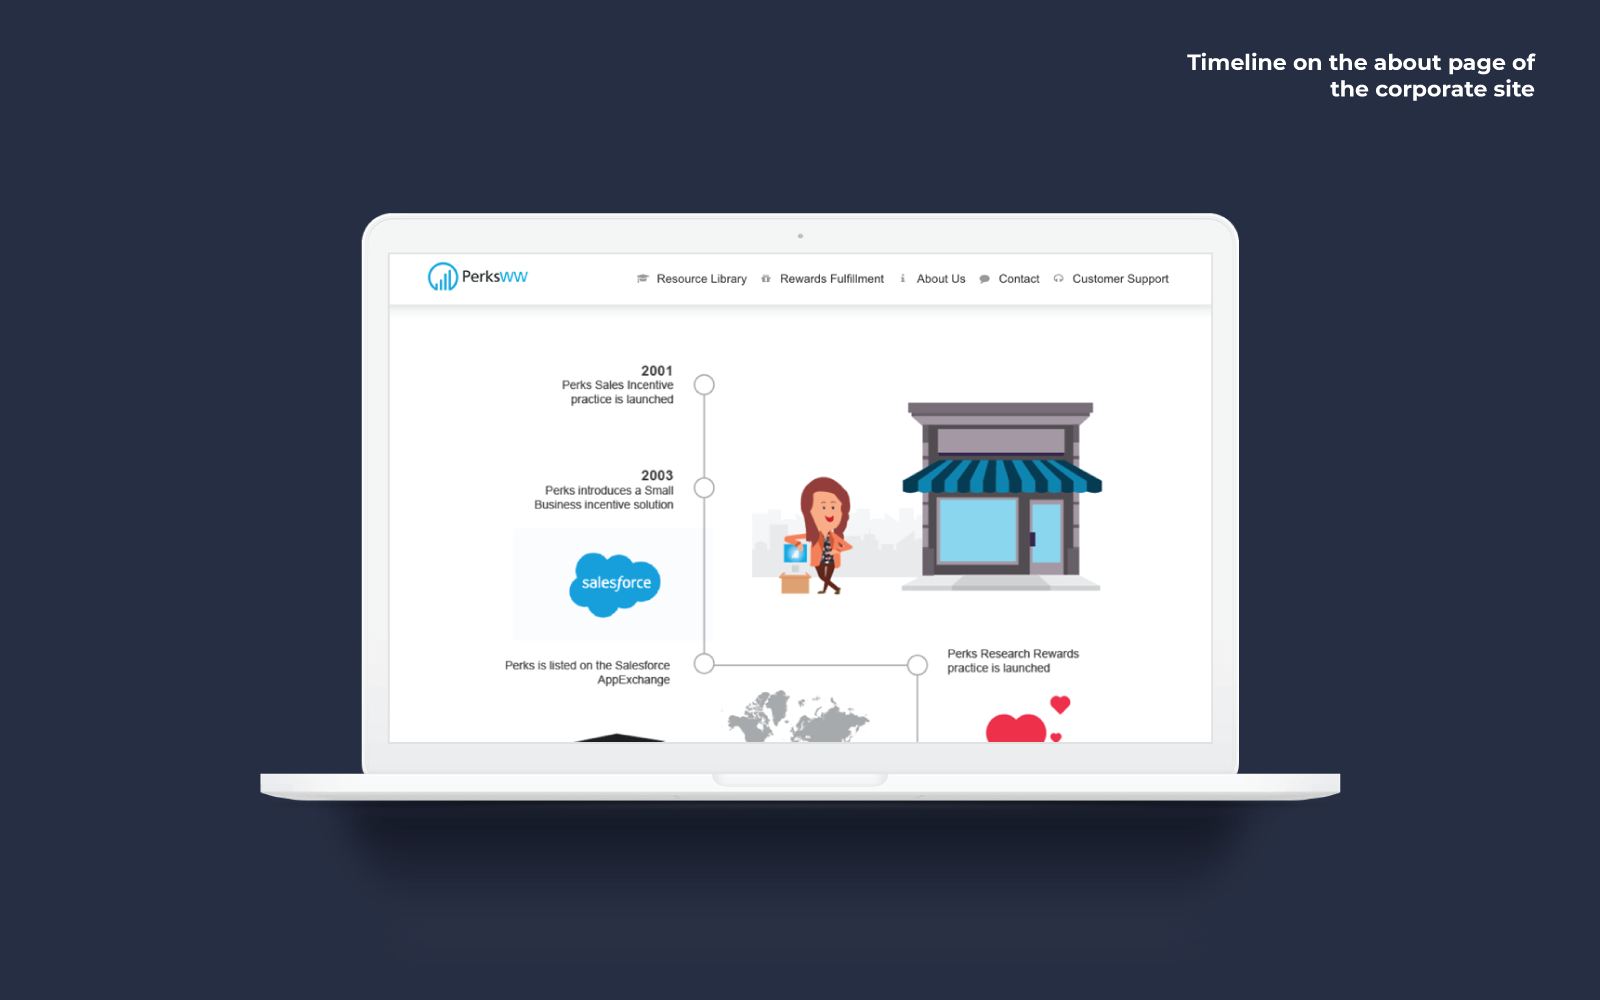 Timeline on the about page of
the corporate site
PerksWW
Resource Library Rewards Fulfillment About Us Contact Customer Support
2001
Perks Sales Incentive
practice is launched
2003
Perks introduces a Small
Business incentive solution
salesforce
Perks is listed on the Salesforce
AppExchange
Perks Research Rewards
practice is launched